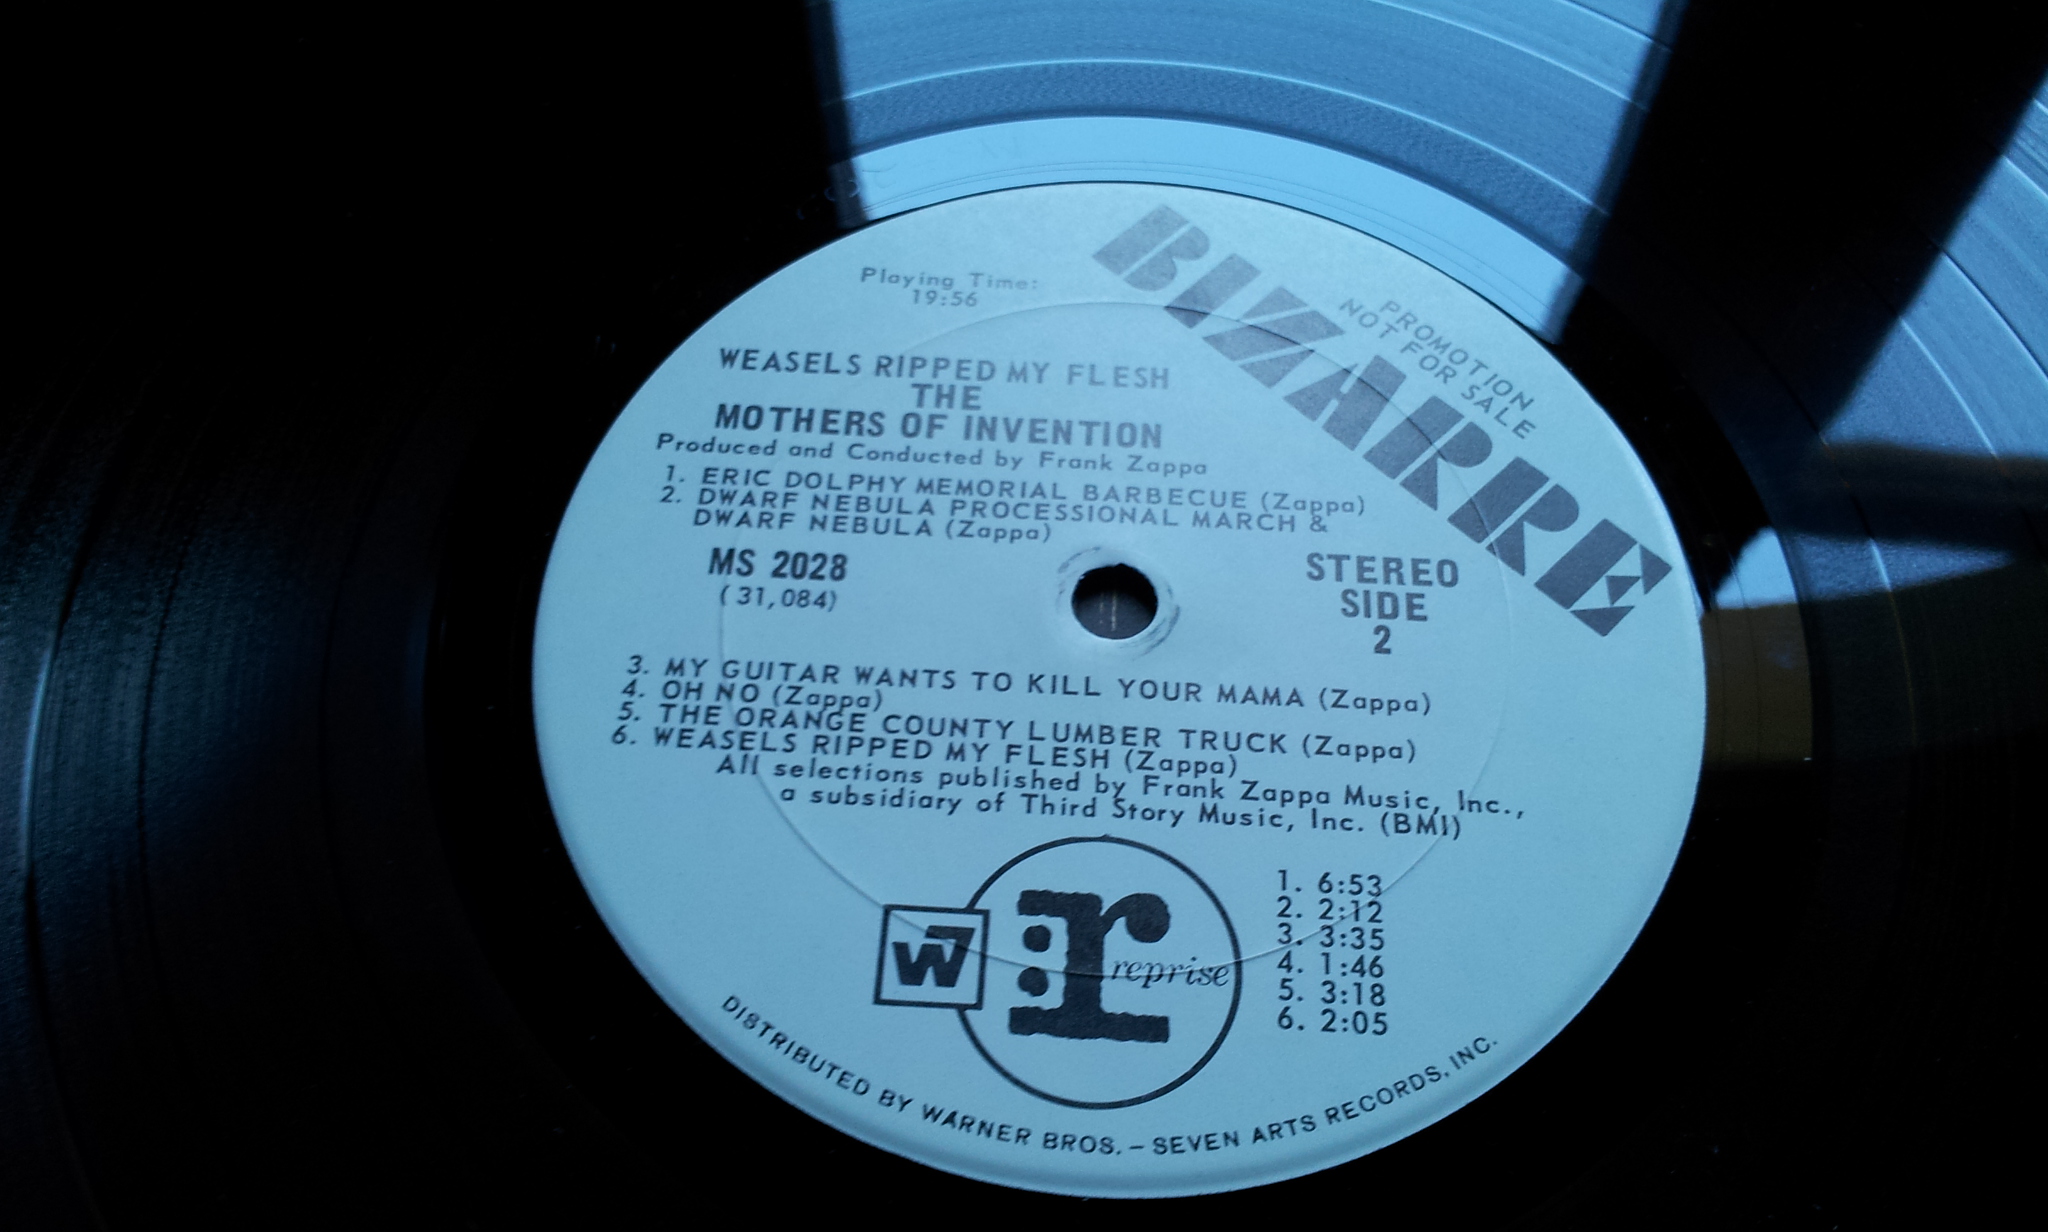 BIZARRE
PROMOTION
NOT FOR SALE
Playing Time:
19:56
WEASELS RIPPED MY FLESH
THE
MOTHERS OF INVENTION
Produced and Conducted by Frank Zappa
1. ERIC DOLPHY MEMORIAL BARBECUE (Zappa)
2. DWARF NEBULA PROCESSIONAL MARCH &
DWARF NEBULA (Zappa)
MS 2028
(31,084)
STEREO
SIDE
2
3. MY GUITAR WANTS TO KILL YOUR MAMA (Zappa)
4. OH NO (Zappa)
5. THE ORANGE COUNTY LUMBER TRUCK (Zappa)
6. WEASELS RIPPED MY FLESH (Zappa)
All selections published by Frank Zappa Music, Inc.,
a subsidiary of Third Story Music, Inc. (BMI)
W7
r
reprise
1. 6:53
2. 2:12
3. 3:35
4. 1:46
5. 3:18
6. 2:05
DISTRIBUTED BY WARNER BROS. – SEVEN ARTS RECORDS, INC.